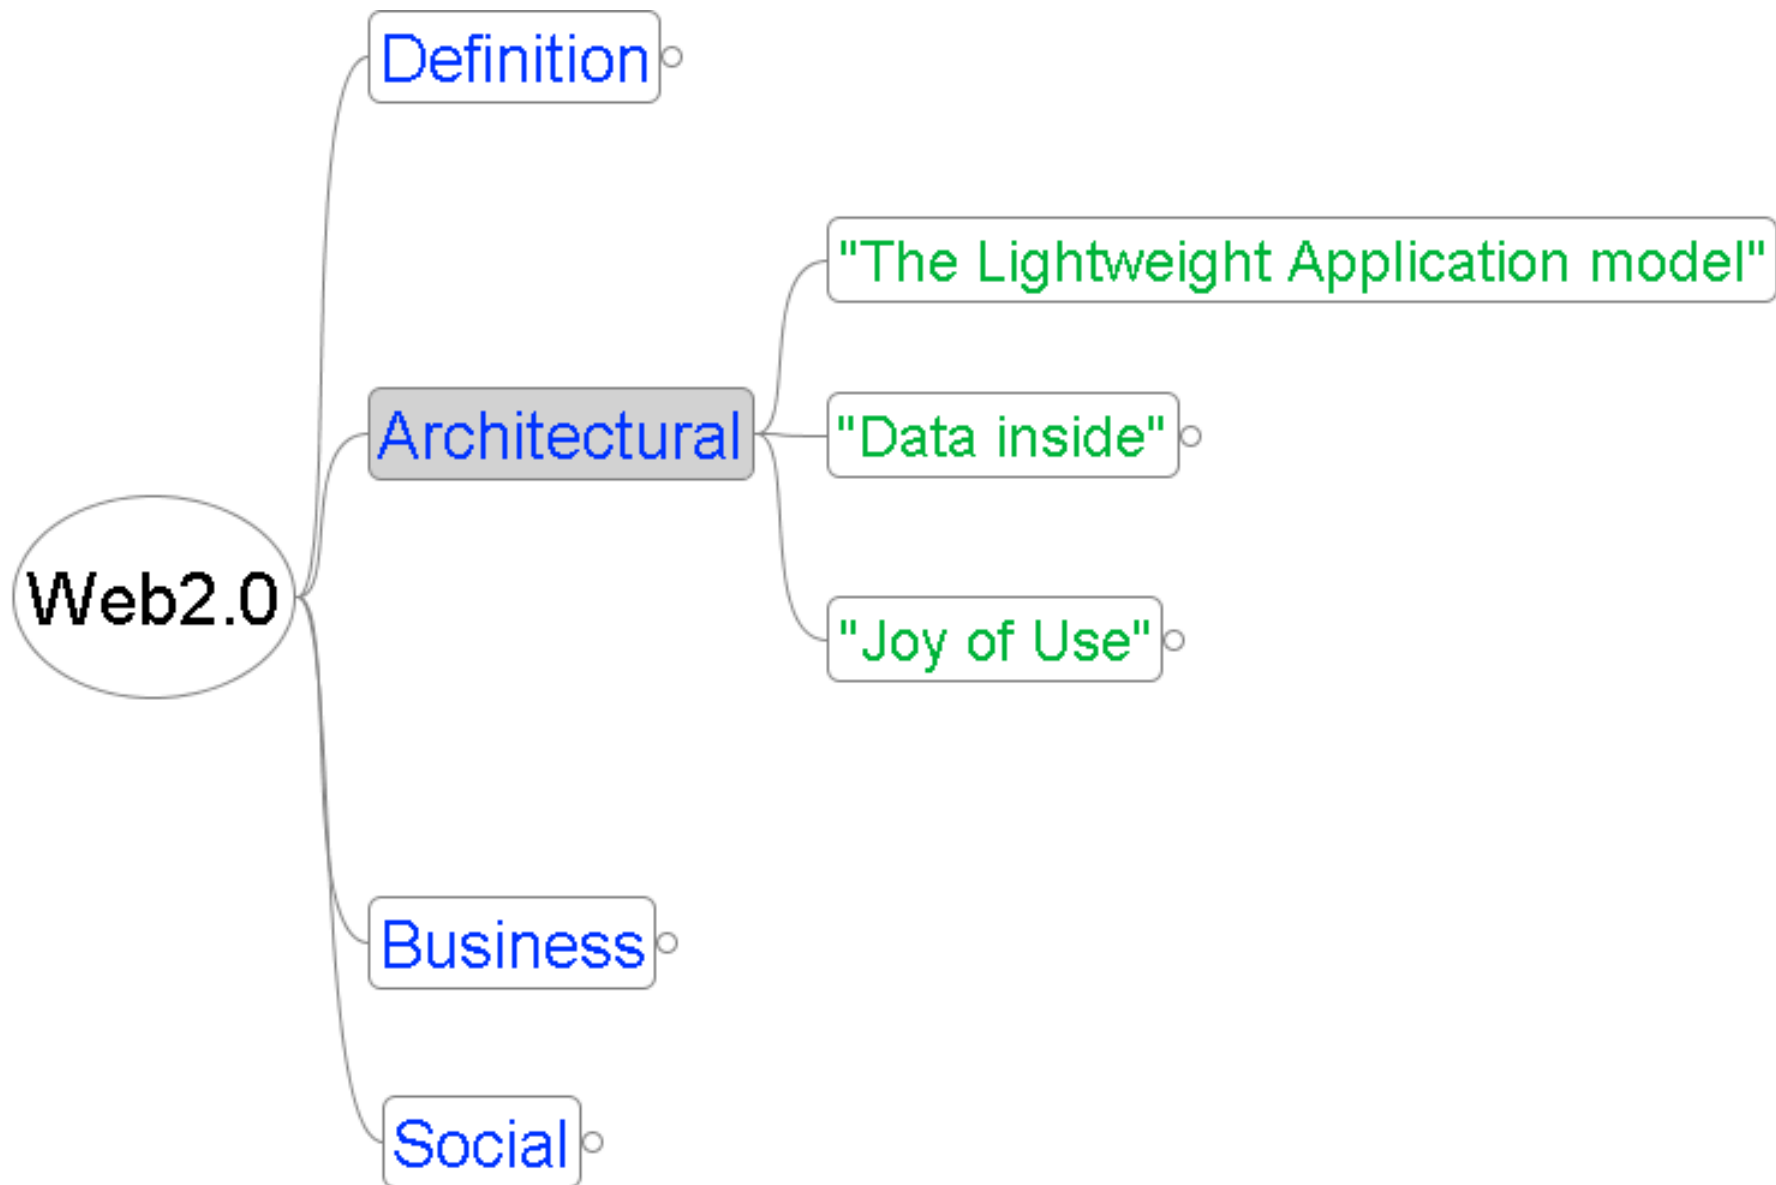 Definition
"The Lightweight Application model"
Architectural
"Data inside"
Web2.0
"Joy of Use"
Business
Social